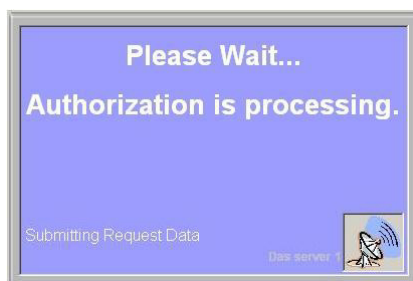 Please Wait...
Authorization is processing.
Submitting Request Data
Das server 1